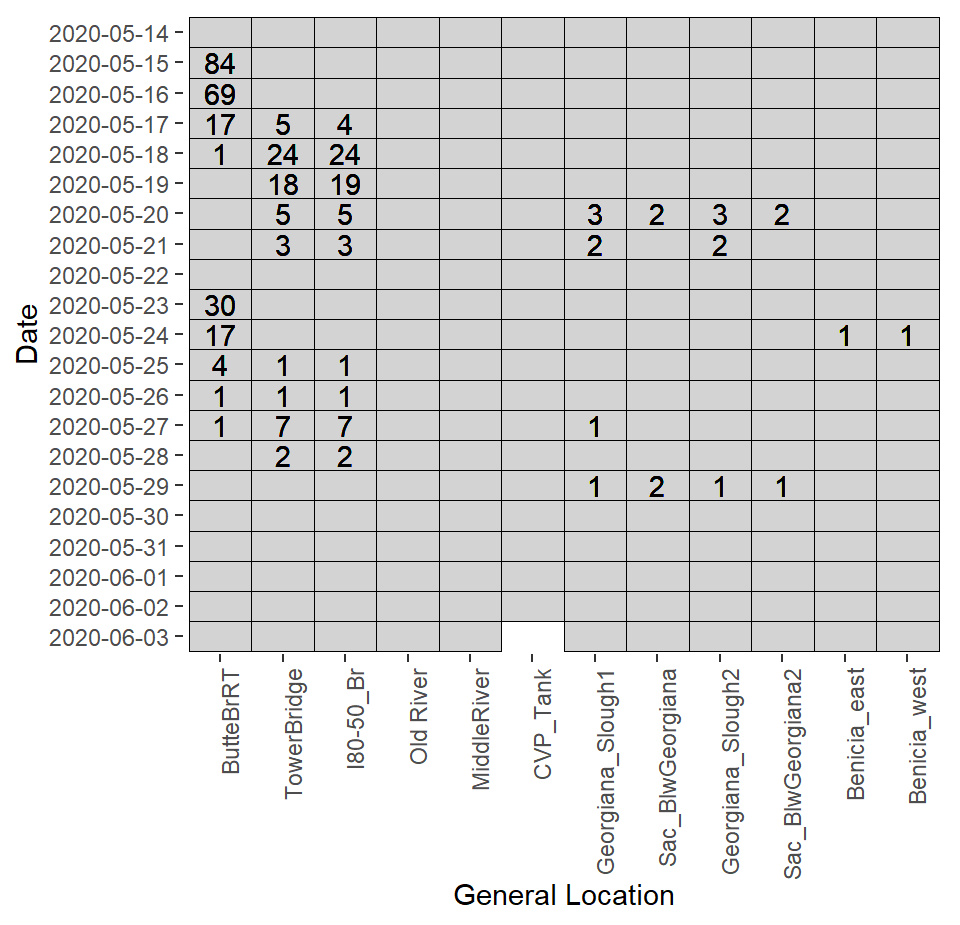 2020-05-14
2020-05-15 84
2020-05-16 69
2020-05-17 17 5 4
2020-05-18 1 24 24
2020-05-19 18 19
2020-05-20 5 5 3 2 3 2
2020-05-21 3 3 2 2
2020-05-22
2020-05-23 30
2020-05-24 17 1 1
2020-05-25 4 1 1
2020-05-26 1 1 1
2020-05-27 1 7 7 1
2020-05-28 2 2
2020-05-29 1 2 1 1
2020-05-30
2020-05-31
2020-06-01
2020-06-02
2020-06-03
Date
ButteBrRT
TowerBridge
I80-50_Br
Old River
MiddleRiver
CVP_Tank
Georgiana_Slough1
Sac_BlwGeorgiana
Georgiana_Slough2
Sac_BlwGeorgiana2
Benicia_east
Benicia_west
General Location